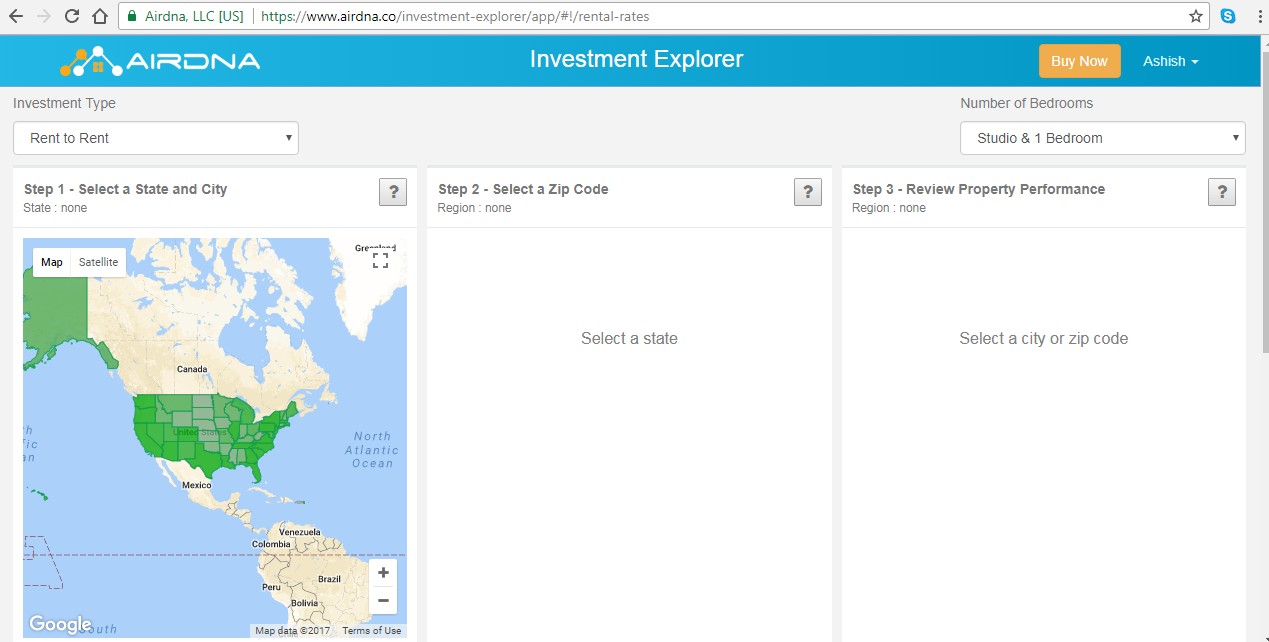 Airdna, LLC [US] https://www.airdna.co/investment-explorer/app/#!/rental-rates
AIRDNA
Investment Explorer
Buy Now
Ashish
Investment Type
Number of Bedrooms
Rent to Rent
Studio & 1 Bedroom
Step 1 - Select a State and City
State : none
?
Step 2 - Select a Zip Code
Region : none
?
Step 3 - Review Property Performance
Region : none
?
Greenland
Map Satellite
Canada
United States
North
Atlantic
Ocean
Mexico
Venezuela
Colombia
Peru
Brazil
Bolivia
+
−
Google
South
Map data ©2017 Terms of Use
Select a state
Select a city or zip code